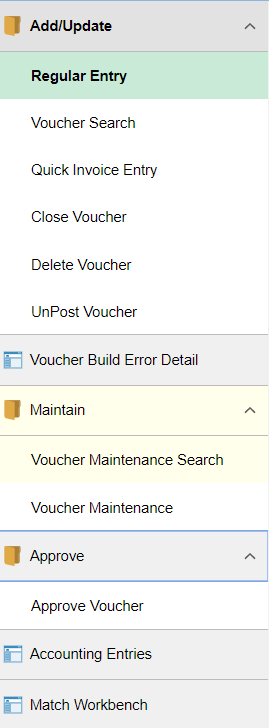 Add/Update
Regular Entry
Voucher Search
Quick Invoice Entry
Close Voucher
Delete Voucher
UnPost Voucher
Voucher Build Error Detail
Maintain
Voucher Maintenance Search
Voucher Maintenance
Approve
Approve Voucher
Accounting Entries
Match Workbench